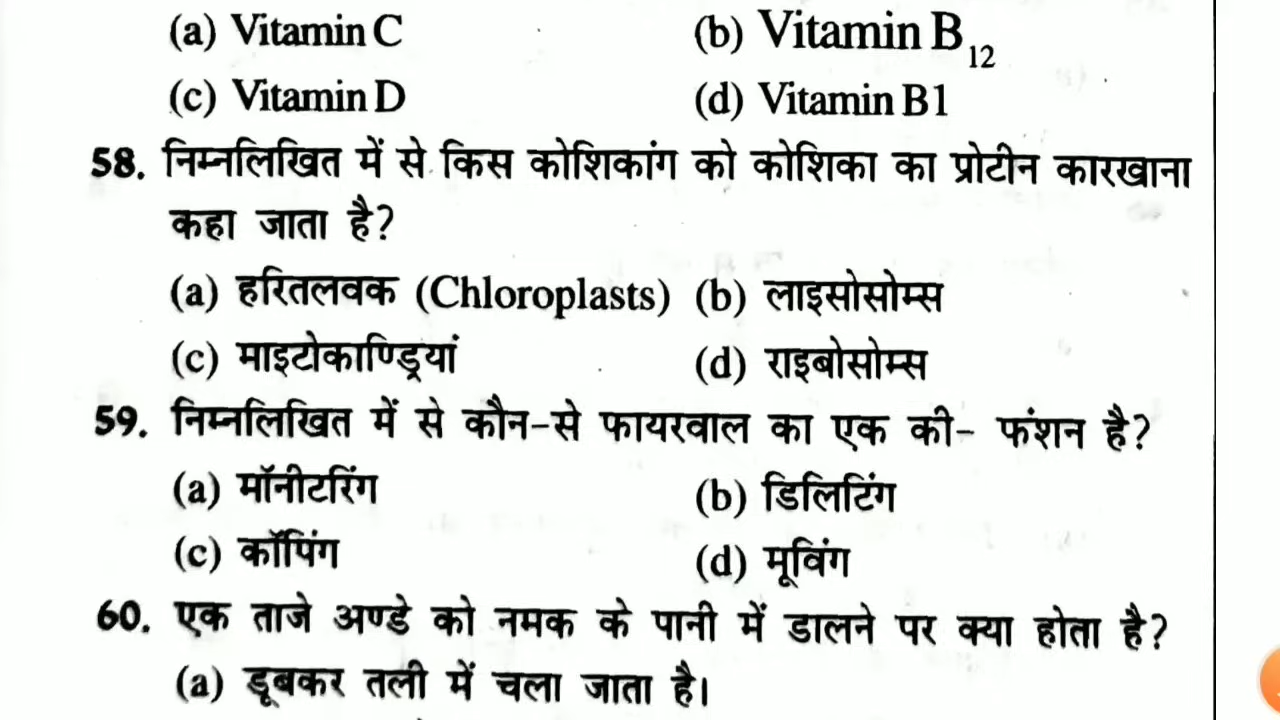 (a) Vitamin C (b) Vitamin B12
(c) Vitamin D (d) Vitamin B1
58. निम्नलिखित में से किस कोशिकांग को कोशिका का प्रोटीन कारखाना
कहा जाता है?
(a) हरितलवक (Chloroplasts) (b) लाइसोसोम्स
(c) माइटोकाण्ड्रियां (d) राइबोसोम्स
59. निम्नलिखित में से कौन-से फायरवाल का एक की- फंशन है?
(a) मॉनीटरिंग (b) डिलिटिंग
(c) कॉपिंग (d) मूविंग
60. एक ताजे अण्डे को नमक के पानी में डालने पर क्या होता है?
(a) डूबकर तली में चला जाता है।